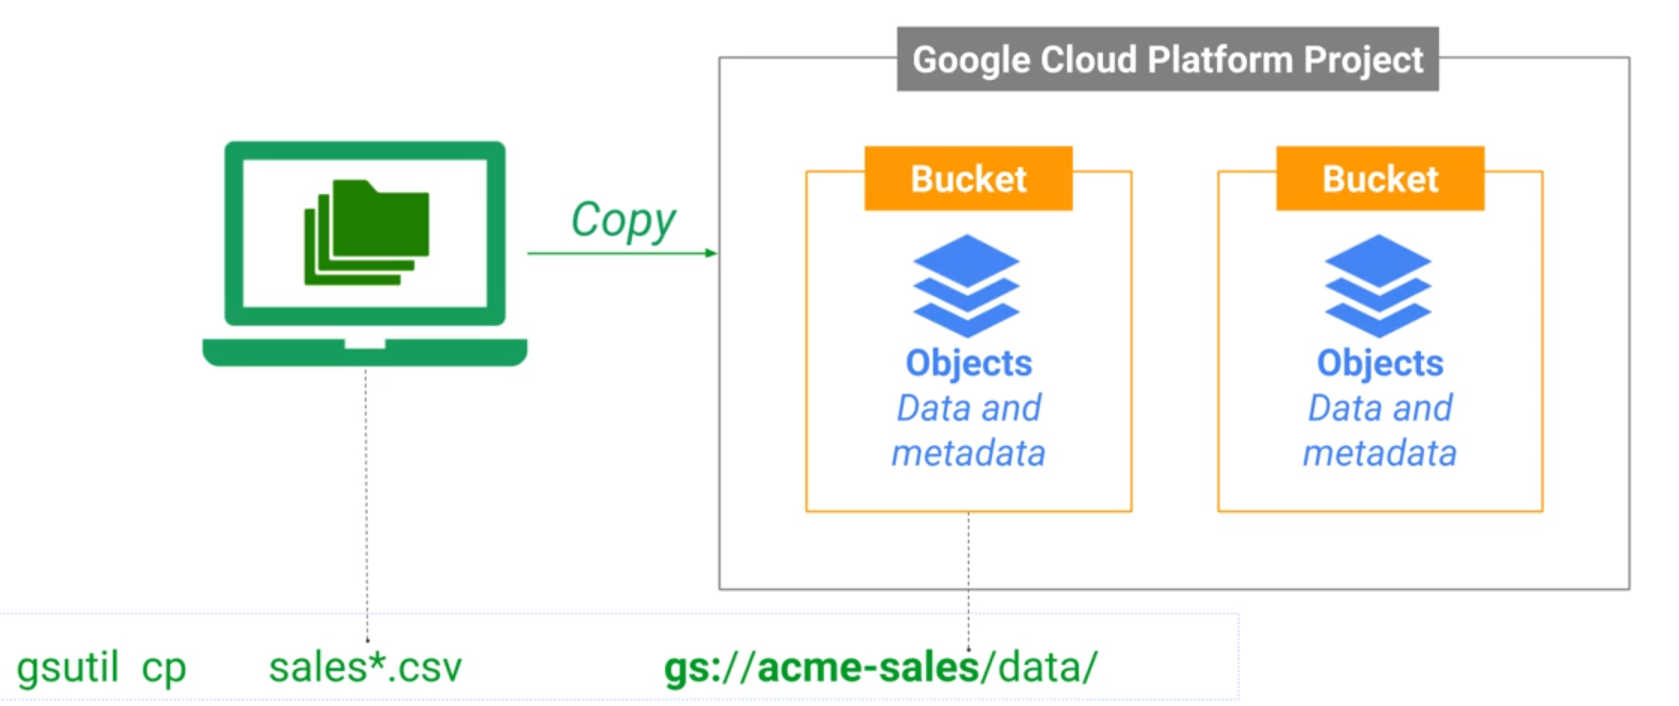 Google Cloud Platform Project
Bucket
Bucket
Copy
Objects
Data and
metadata
Objects
Data and
metadata
gsutil cp sales*.csv gs://acme-sales/data/